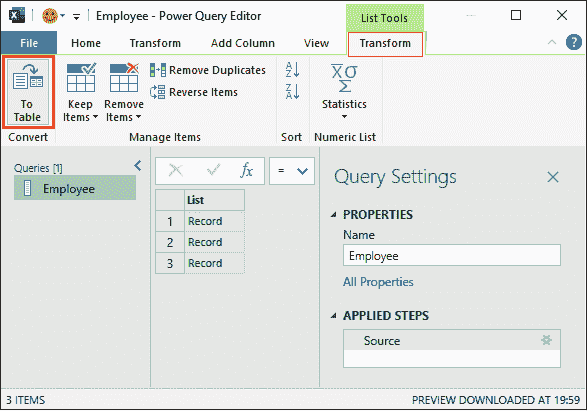 Employee - Power Query Editor
List Tools
File Home Transform Add Column View Transform
To Table
Keep Items
Remove Items
Remove Duplicates
Reverse Items
Statistics
Convert Manage Items Sort Numeric List
Queries [1]
Employee
fx =
List
1 Record
2 Record
3 Record
Query Settings
PROPERTIES
Name
Employee
All Properties
APPLIED STEPS
Source
3 ITEMS
PREVIEW DOWNLOADED AT 19:59